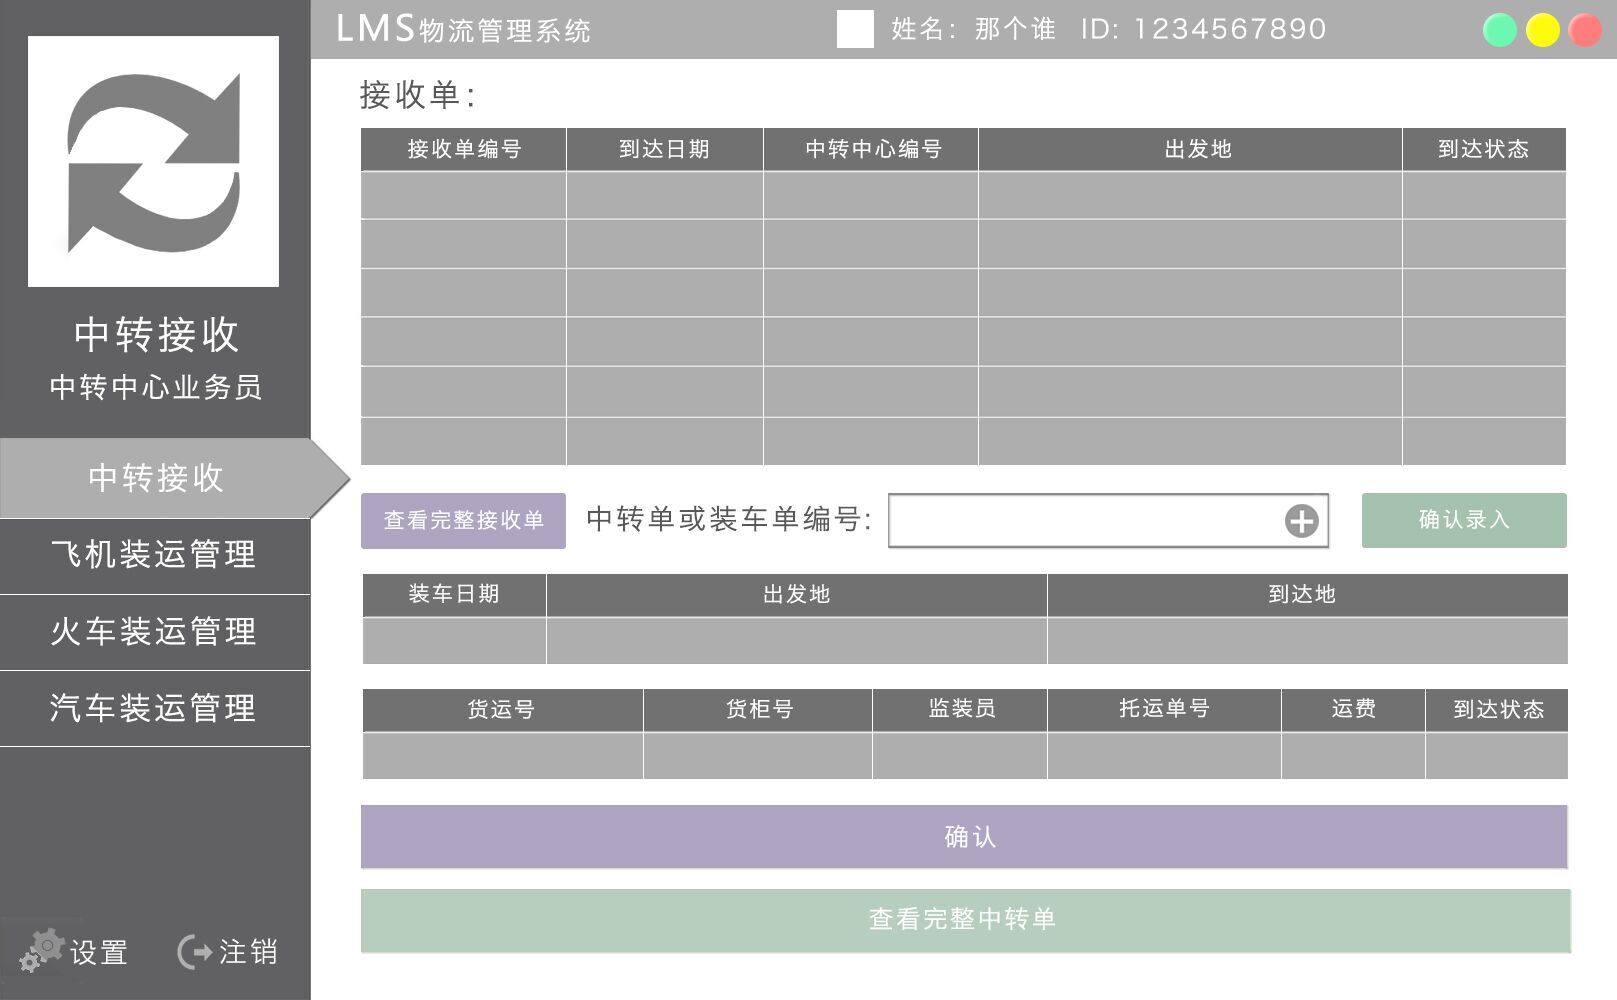 LMS物流管理系统
姓名：那个谁 ID: 1234567890
中转接收
中转中心业务员
中转接收
飞机装运管理
火车装运管理
汽车装运管理
设置
注销
接收单：
接收单编号 到达日期 中转中心编号 出发地 到达状态
查看完整接收单 中转单或装车单编号： 确认录入
装车日期 出发地 到达地
货运号 货柜号 监装员 托运单号 运费 到达状态
确认
查看完整中转单